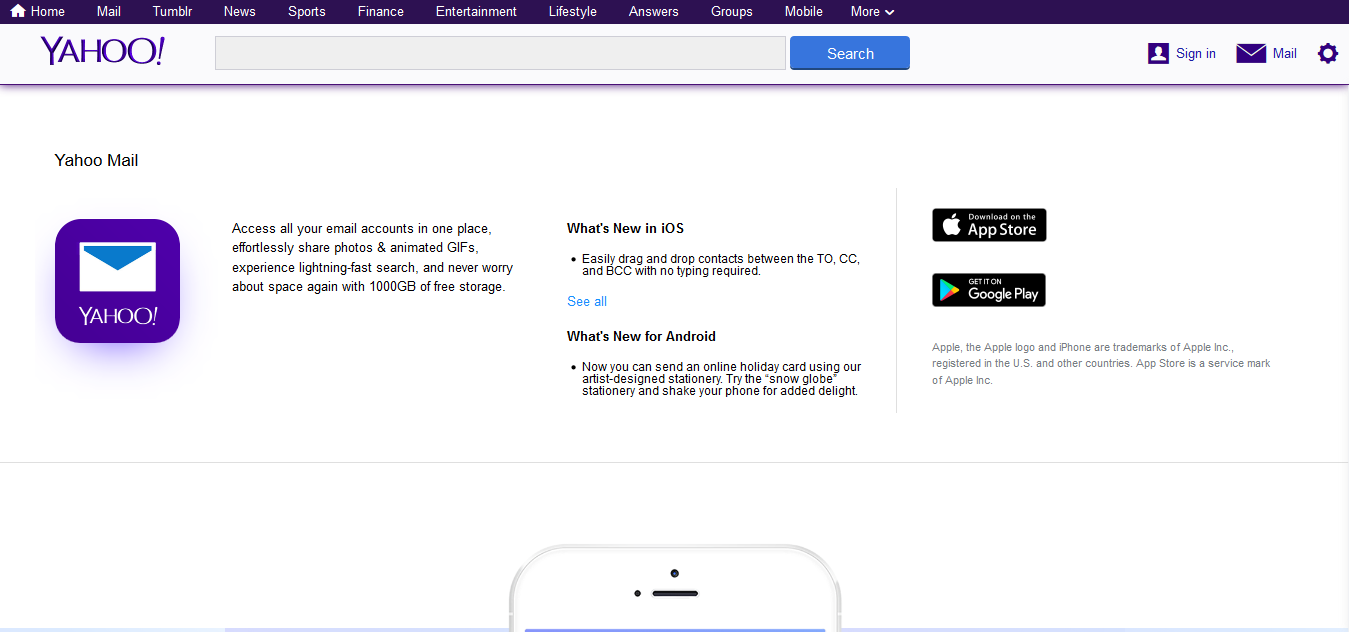 Home Mail Tumblr News Sports Finance Entertainment Lifestyle Answers Groups Mobile More
YAHOO! Search Sign in Mail
Yahoo Mail
YAHOO!
Access all your email accounts in one place,
effortlessly share photos & animated GIFs,
experience lightning-fast search, and never worry
about space again with 1000GB of free storage.
What's New in iOS
• Easily drag and drop contacts between the TO, CC,
and BCC with no typing required.
See all
What's New for Android
• Now you can send an online holiday card using our
artist-designed stationery. Try the “snow globe”
stationery and shake your phone for added delight.
Download on the
App Store
GET IT ON
Google Play
Apple, the Apple logo and iPhone are trademarks of Apple Inc.,
registered in the U.S. and other countries. App Store is a service mark
of Apple Inc.